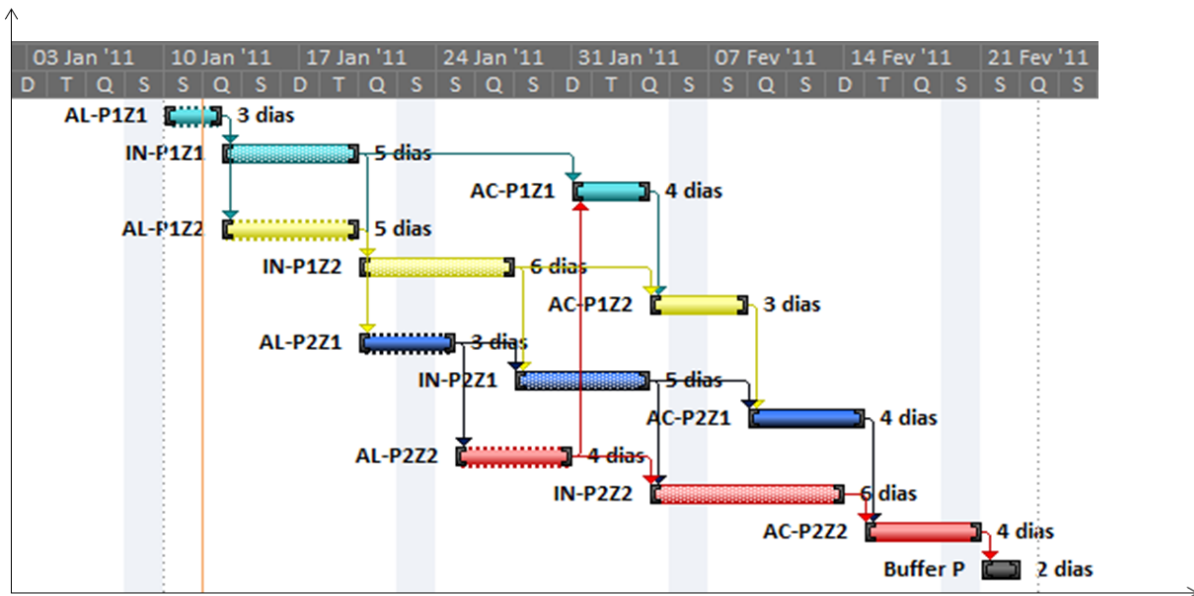 03 Jan '11 10 Jan '11 17 Jan '11 24 Jan '11 31 Jan '11 07 Fev '11 14 Fev '11 21 Fev '11
D T Q S S Q S D T Q S S Q S D T Q S S Q S D T Q S S Q S
AL-P1Z1 3 dias
IN-P1Z1 5 dias
AC-P1Z1 4 dias
AL-P1Z2 5 dias
IN-P1Z2 6 dias
AC-P1Z2 3 dias
AL-P2Z1 3 dias
IN-P2Z1 5 dias
AC-P2Z1 4 dias
AL-P2Z2 4 dias
IN-P2Z2 6 dias
AC-P2Z2 4 dias
Buffer P 2 dias